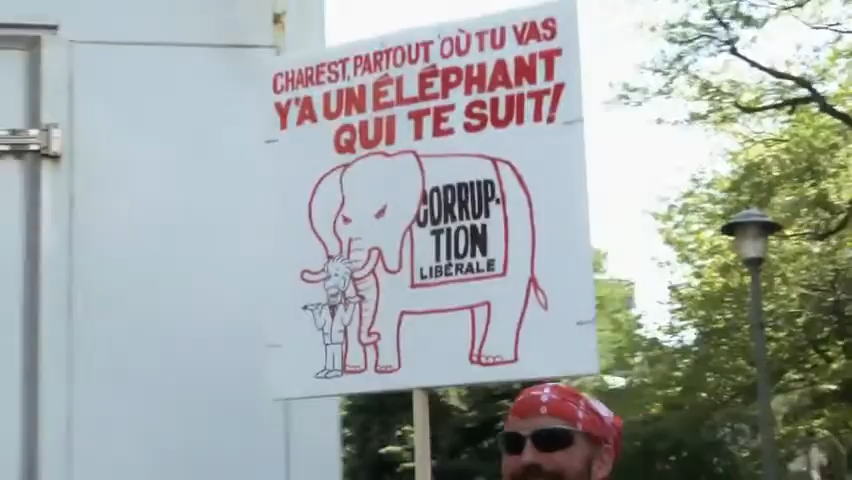 CHAREST, PARTOUT OÙ TU VAS
Y'A UN ÉLÉPHANT
QUI TE SUIT!
CORRUP-
TION
LIBÉRALE